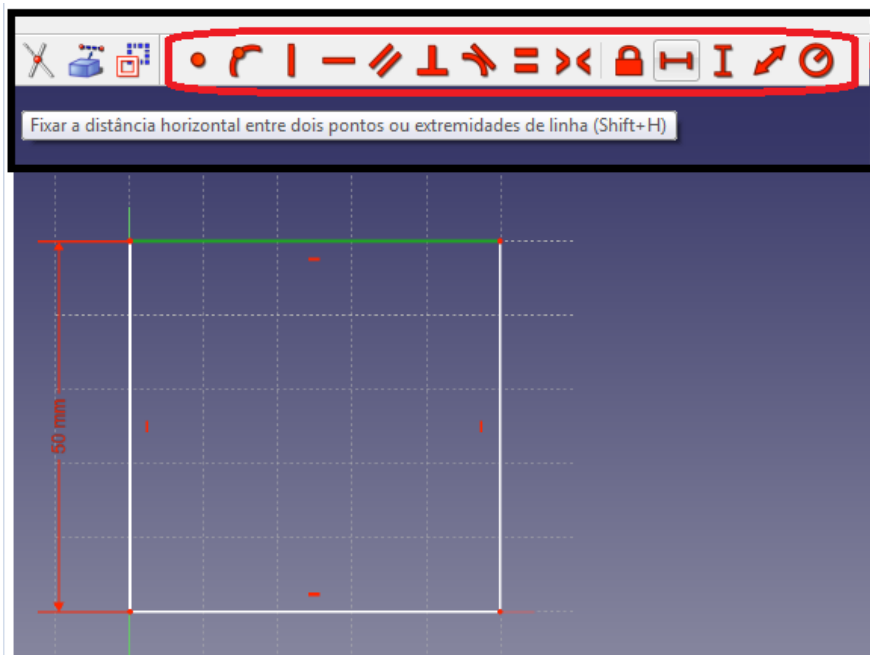 Fixar a distância horizontal entre dois pontos ou extremidades de linha (Shift+H)
50 mm